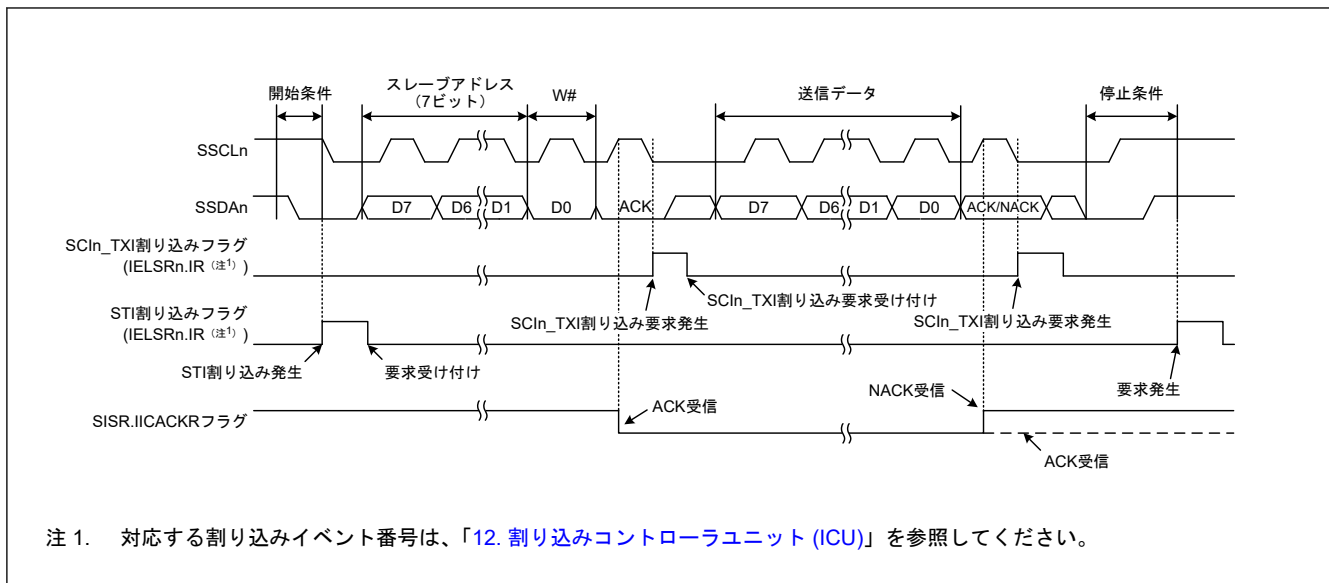 開始条件
スレーブアドレス
（7ビット）
W#
送信データ
停止条件
SSCLn
SSDAn
D7
D6
D1
D0
ACK
D7
D6
D1
D0
ACK/NACK
SCIn_TXI割り込みフラグ
(IELSRn.IR（注1）)
SCIn_TXI割り込み要求受け付け
SCIn_TXI割り込み要求発生
SCIn_TXI割り込み要求発生
STI割り込みフラグ
(IELSRn.IR（注1）)
STI割り込み発生
要求受け付け
要求発生
SISR.IICACKRフラグ
ACK受信
NACK受信
ACK受信
注 1. 対応する割り込みイベント番号は、「12. 割り込みコントローラユニット (ICU)」を参照してください。